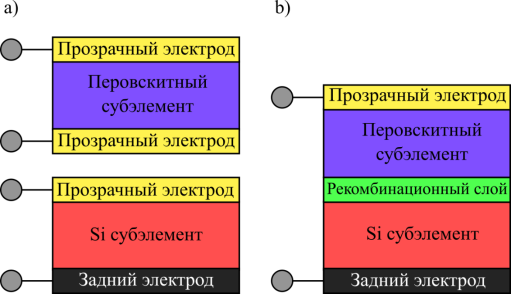 a)
Прозрачный электрод
Перовскитный
субэлемент
Прозрачный электрод
Прозрачный электрод
Si субэлемент
Задний электрод
b)
Прозрачный электрод
Перовскитный
субэлемент
Рекомбинационный слой
Si субэлемент
Задний электрод